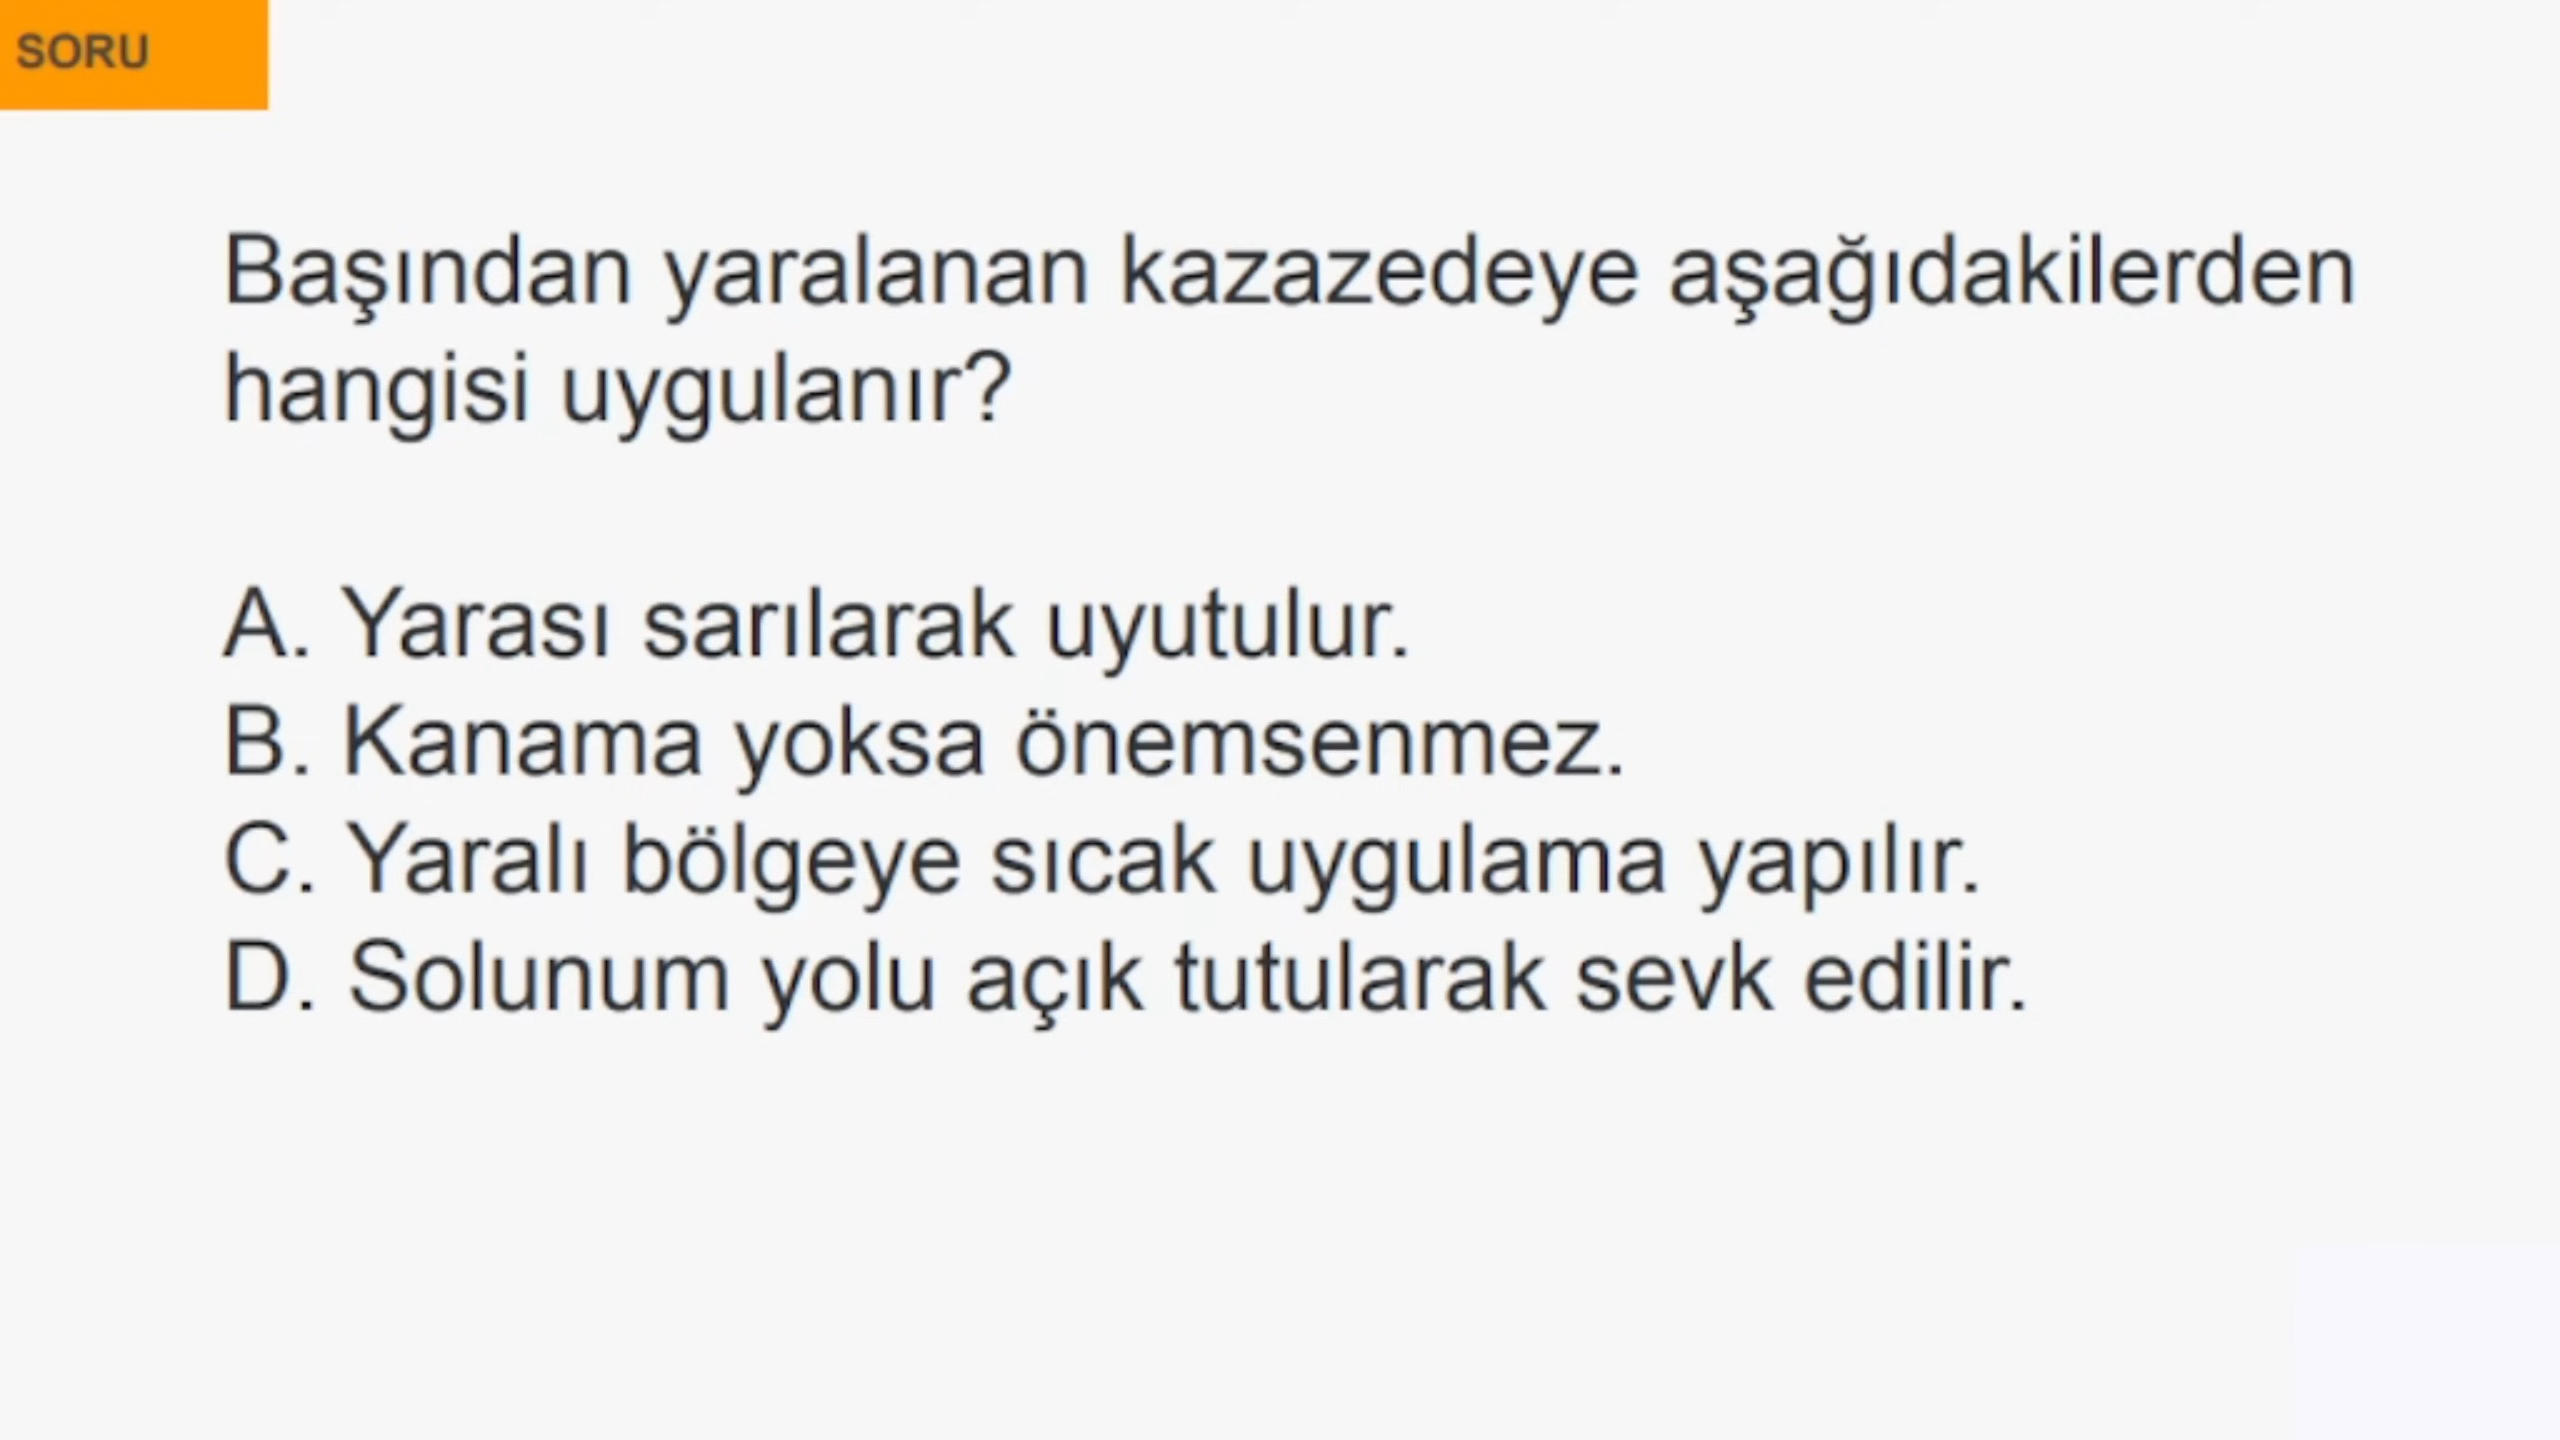 SORU
Başından yaralanan kazazedeye aşağıdakilerden
hangisi uygulanır?
A. Yarası sarılarak uyutulur.
B. Kanama yoksa önemsenmez.
C. Yaralı bölgeye sıcak uygulama yapılır.
D. Solunum yolu açık tutularak sevk edilir.